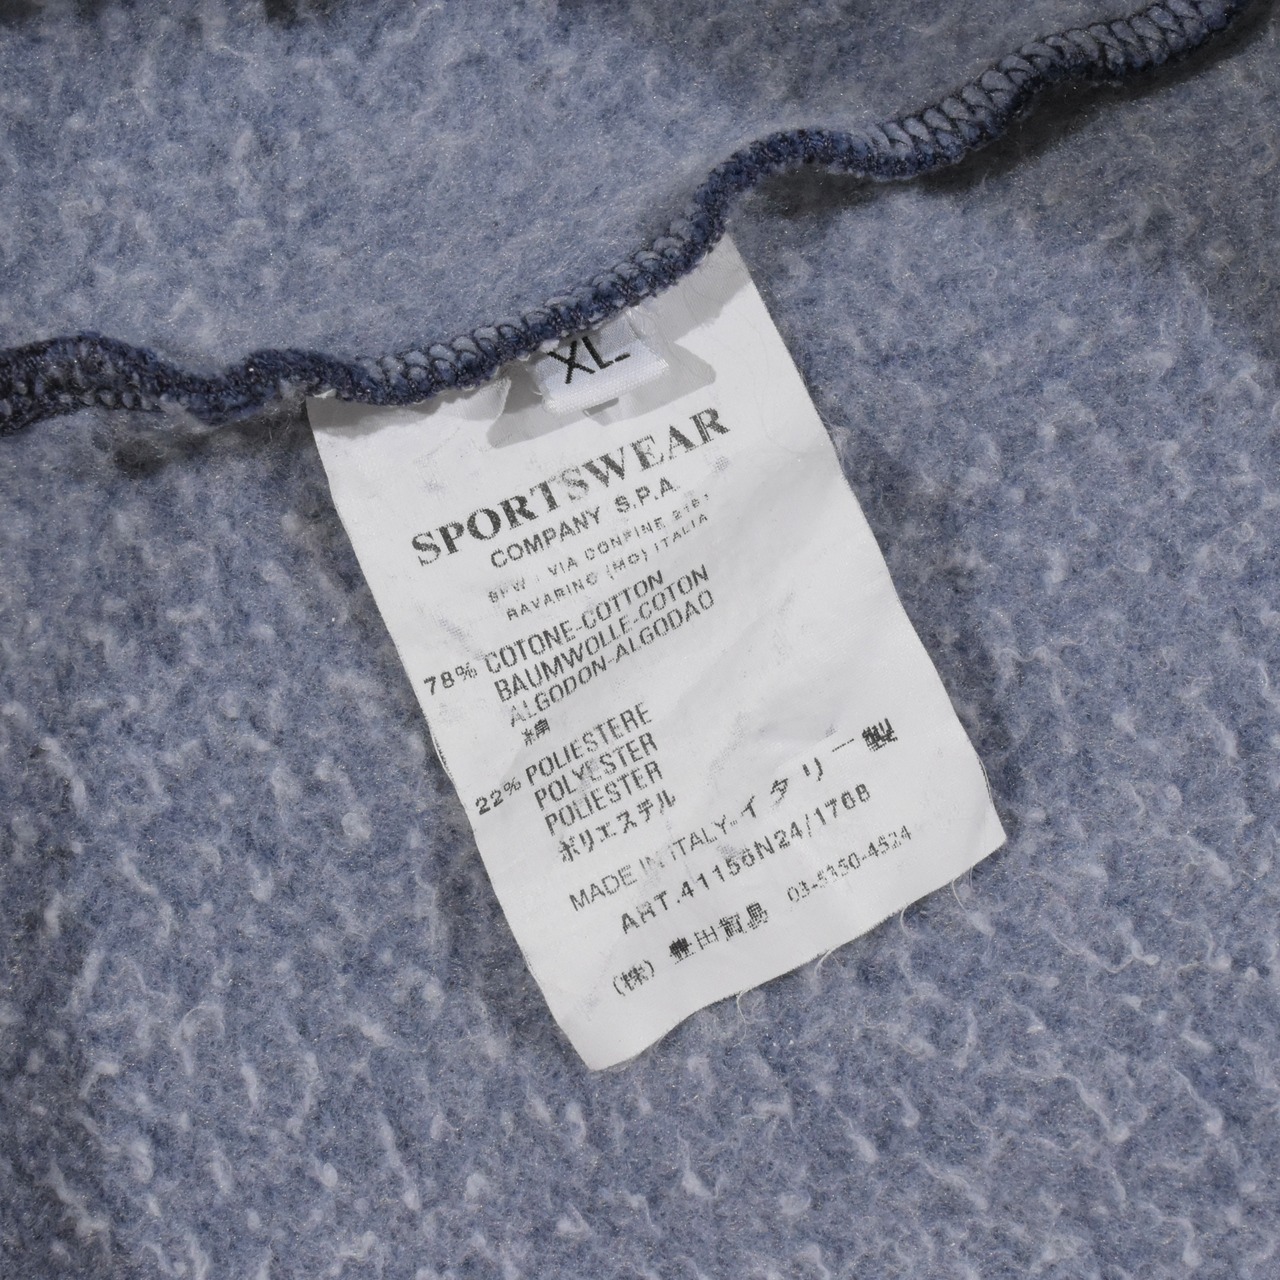 XL
SPORTSWEAR
COMPANY S.P.A.
SPW : VIA CONFINE 216,
RAVARINO (MO) ITALIA
78% COTONE-COTTON
BAUMWOLLE-COTON
ALGODON-ALGODAO
綿
22% POLIESTERE
POLYESTER
POLIESTER
ポリエステル
MADE IN ITALY-イタリー製
ART.41156N24/1708
(株) 豊田貿易 03-5350-4524